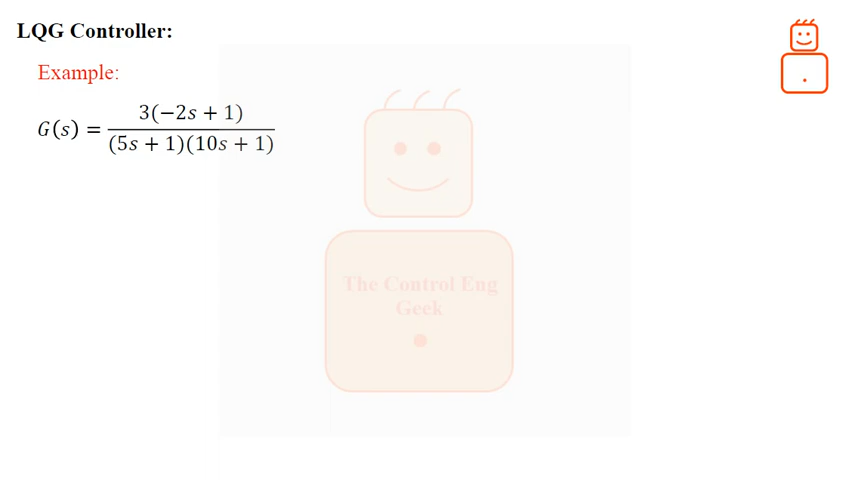 LQG Controller:
Example:
G(s) = 3(−2s + 1) / (5s + 1)(10s + 1)
The Control Eng
Geek